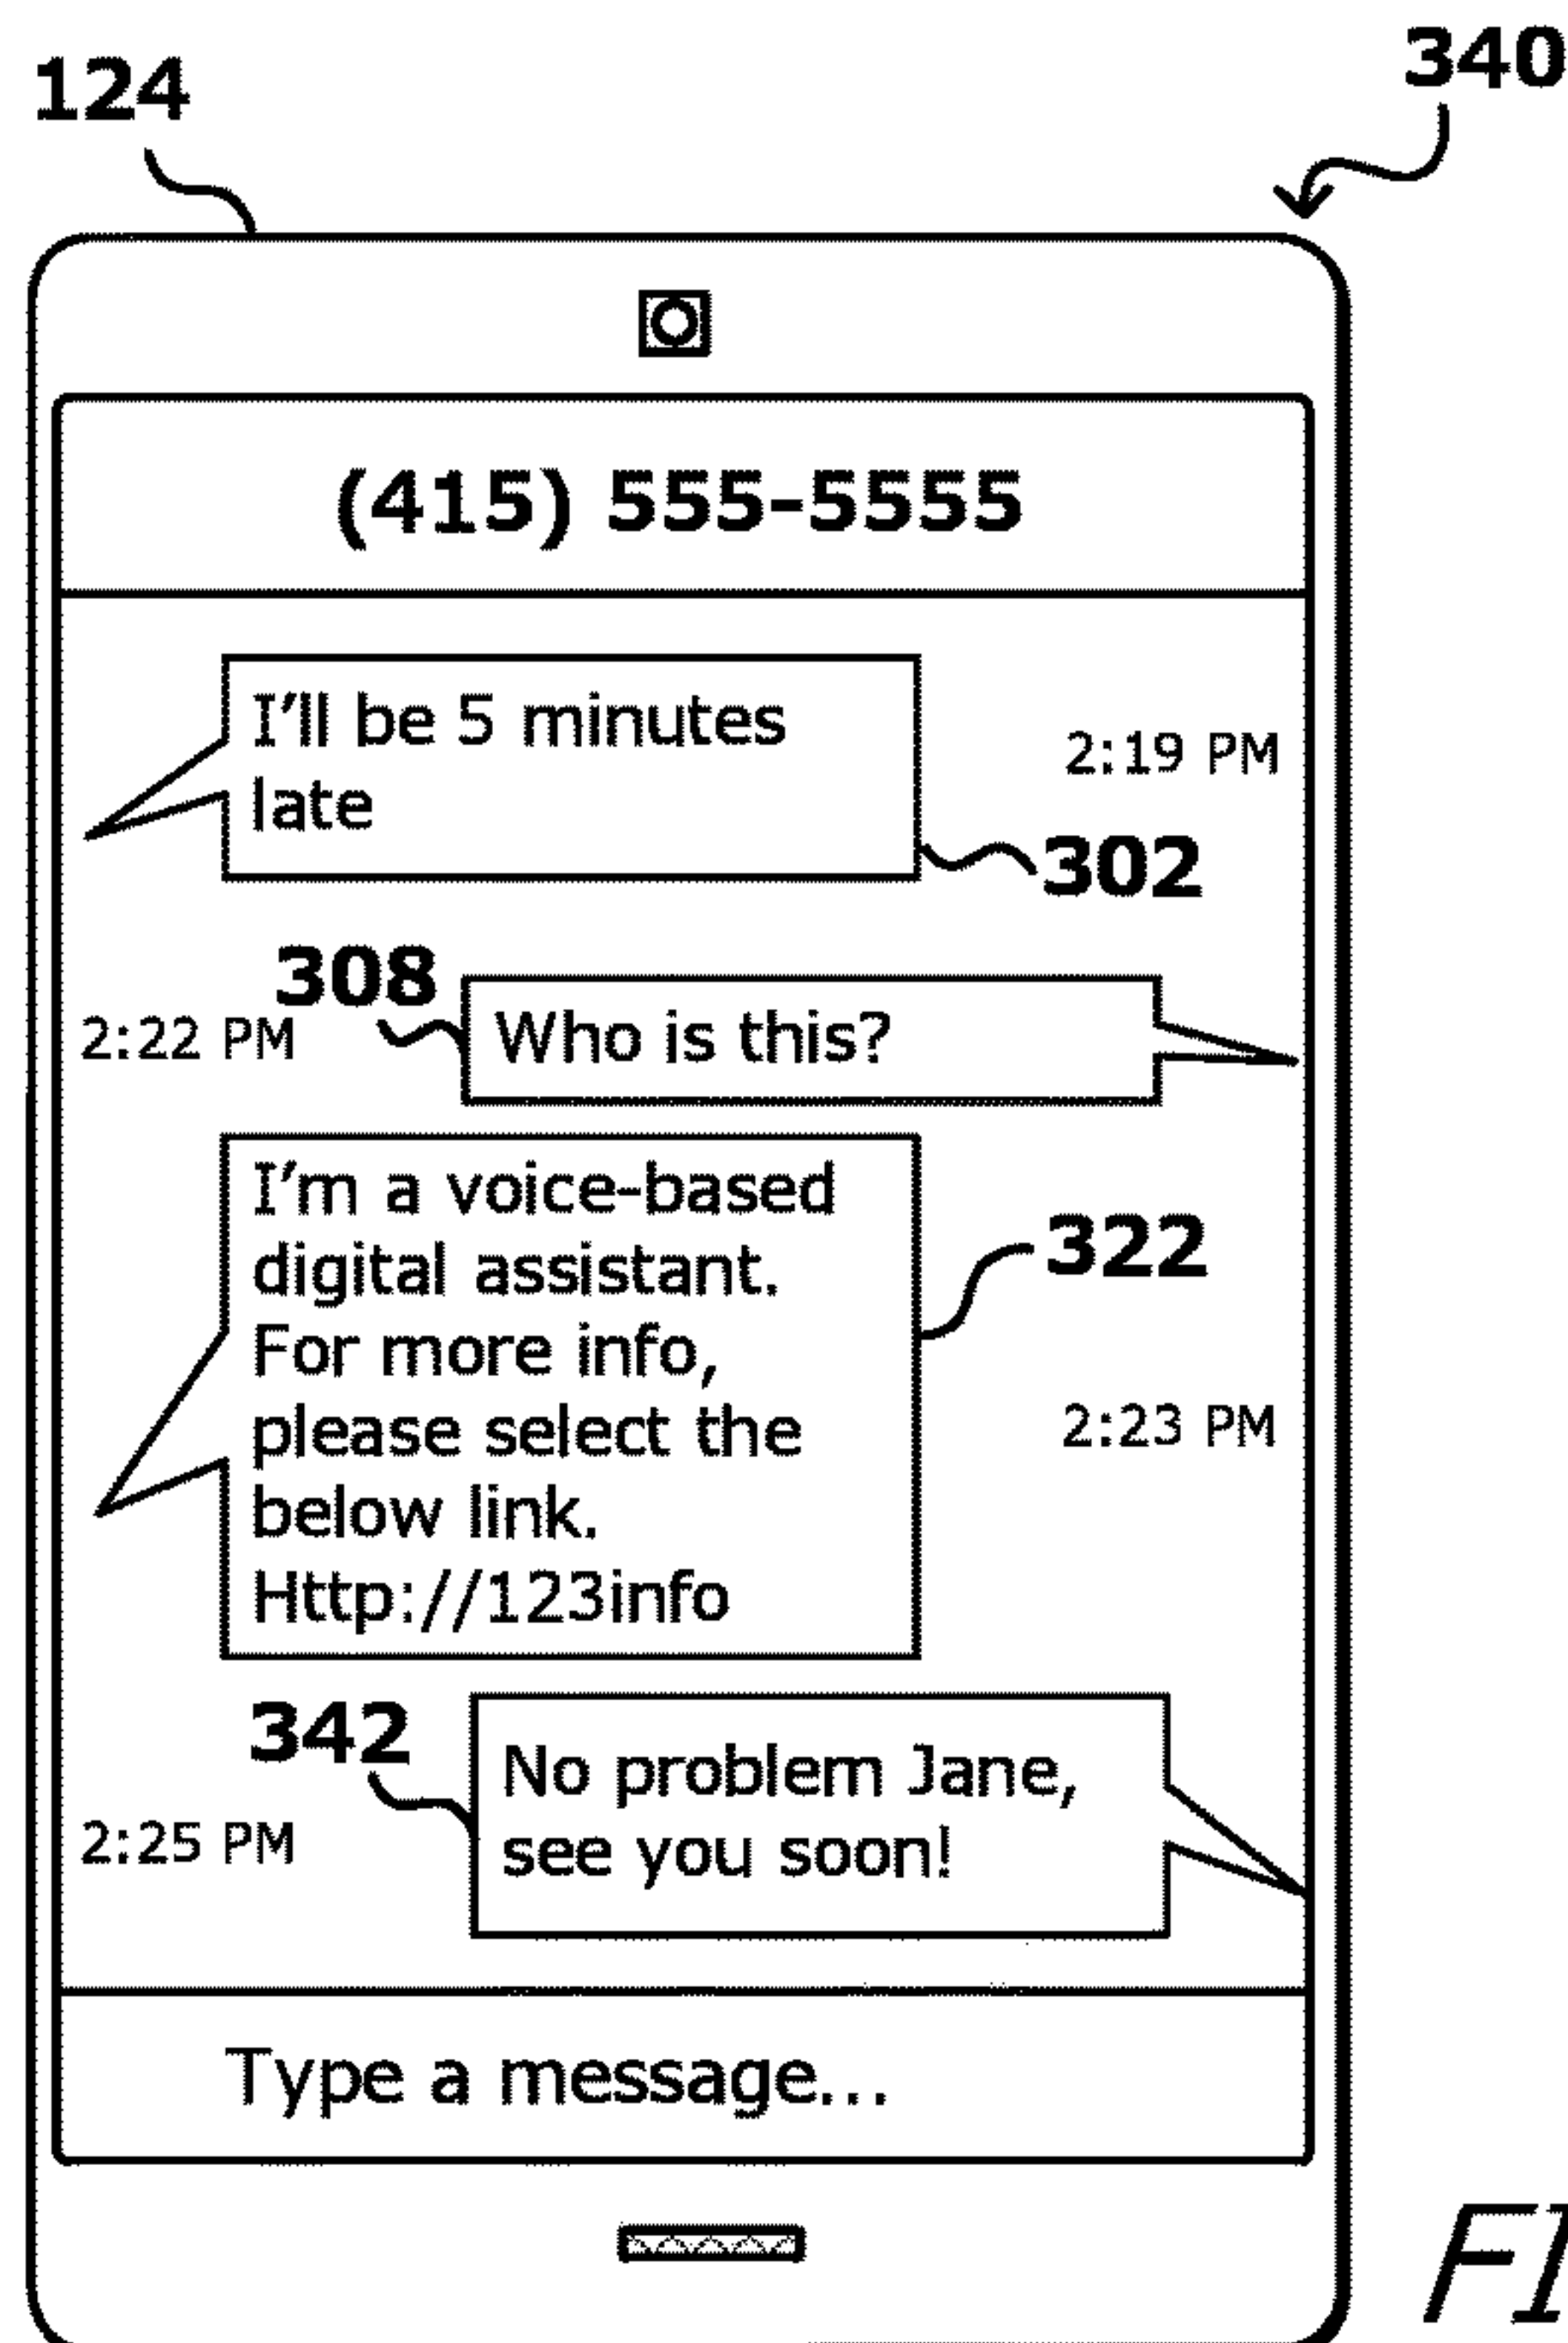 124
340
(415) 555-5555
I'll be 5 minutes
late
2:19 PM
302
308
2:22 PM
Who is this?
I'm a voice-based
digital assistant.
For more info,
please select the
below link.
Http://123info
322
2:23 PM
342
2:25 PM
No problem Jane,
see you soon!
Type a message...